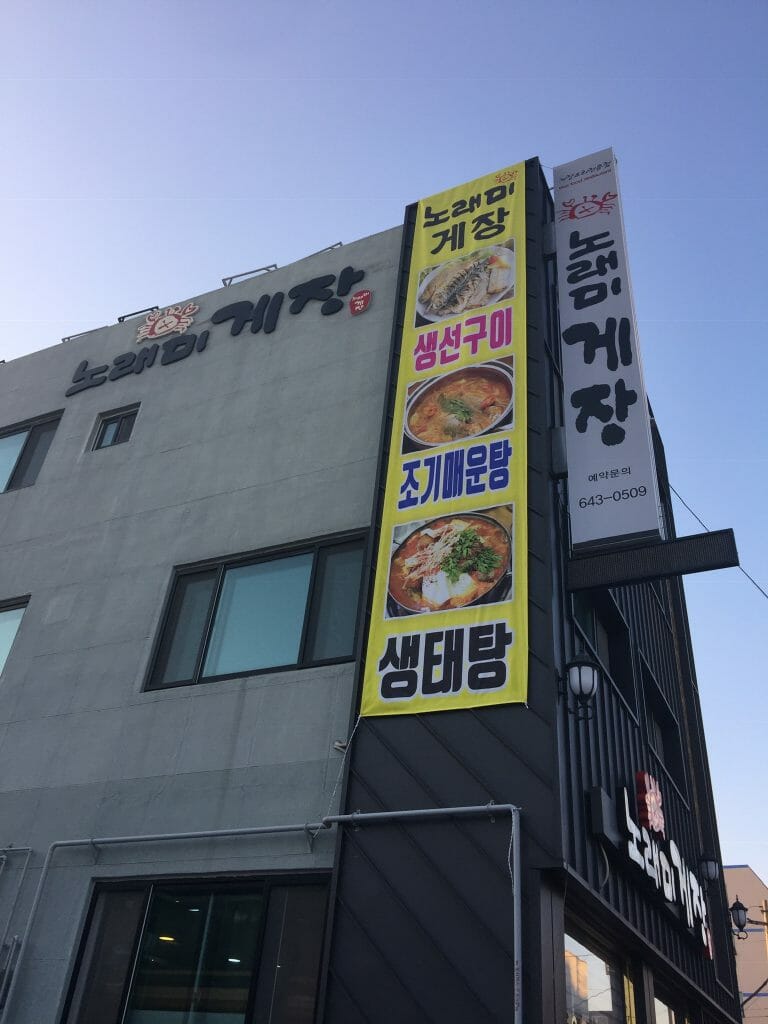 노래미게장
노래미
게장
생선구이
조기매운탕
생태탕
노래미게장
예약문의
643-0509
노래미게장